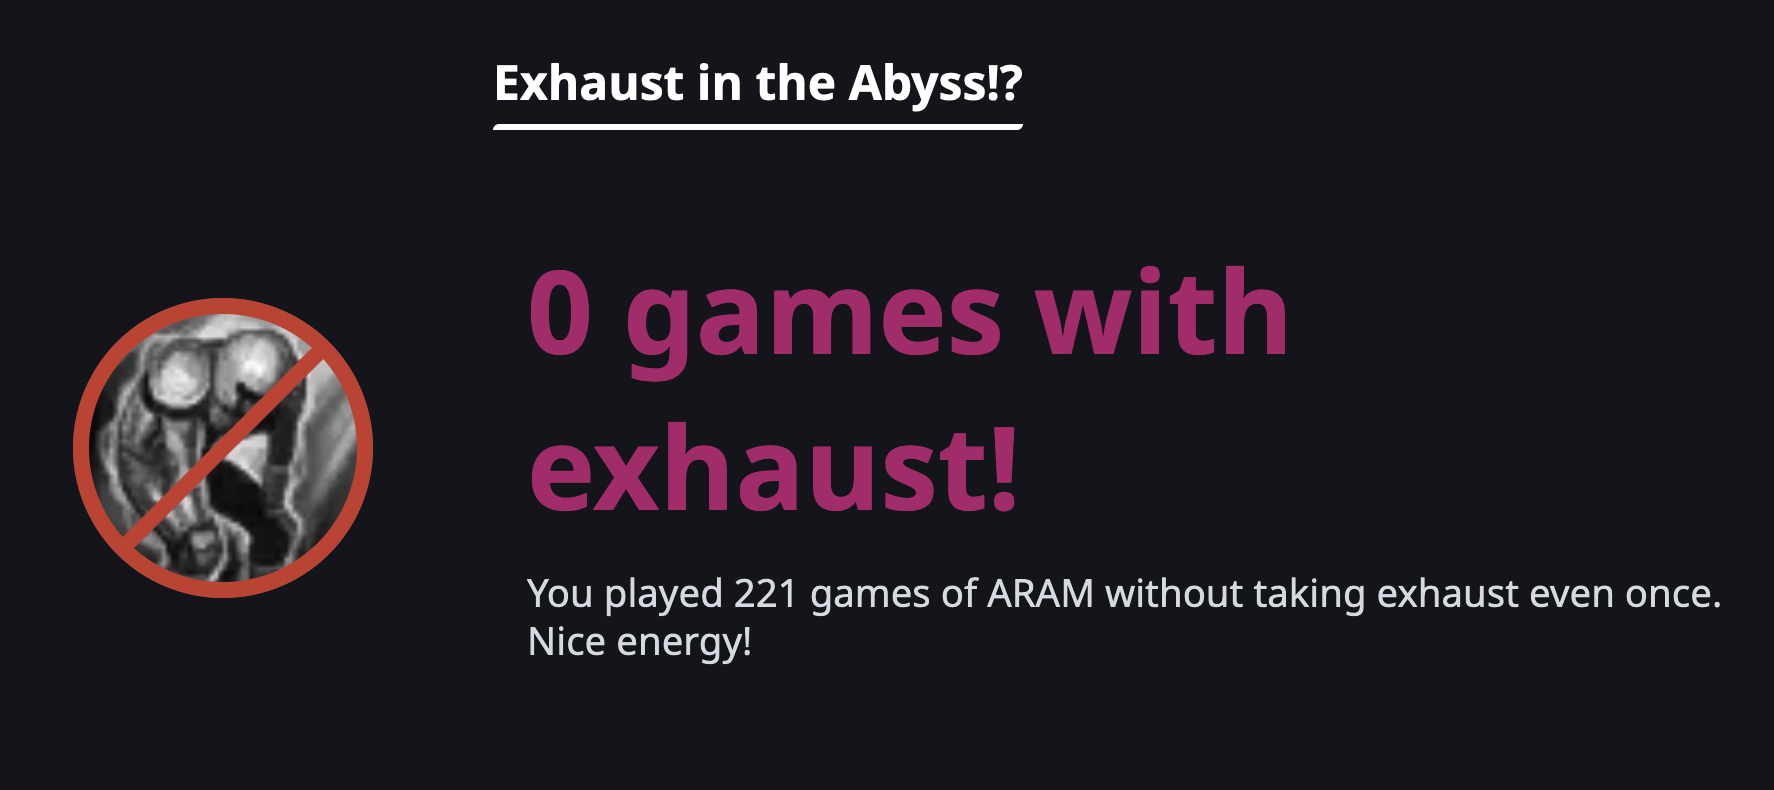 Exhaust in the Abyss!?
0 games with
exhaust!
You played 221 games of ARAM without taking exhaust even once.
Nice energy!